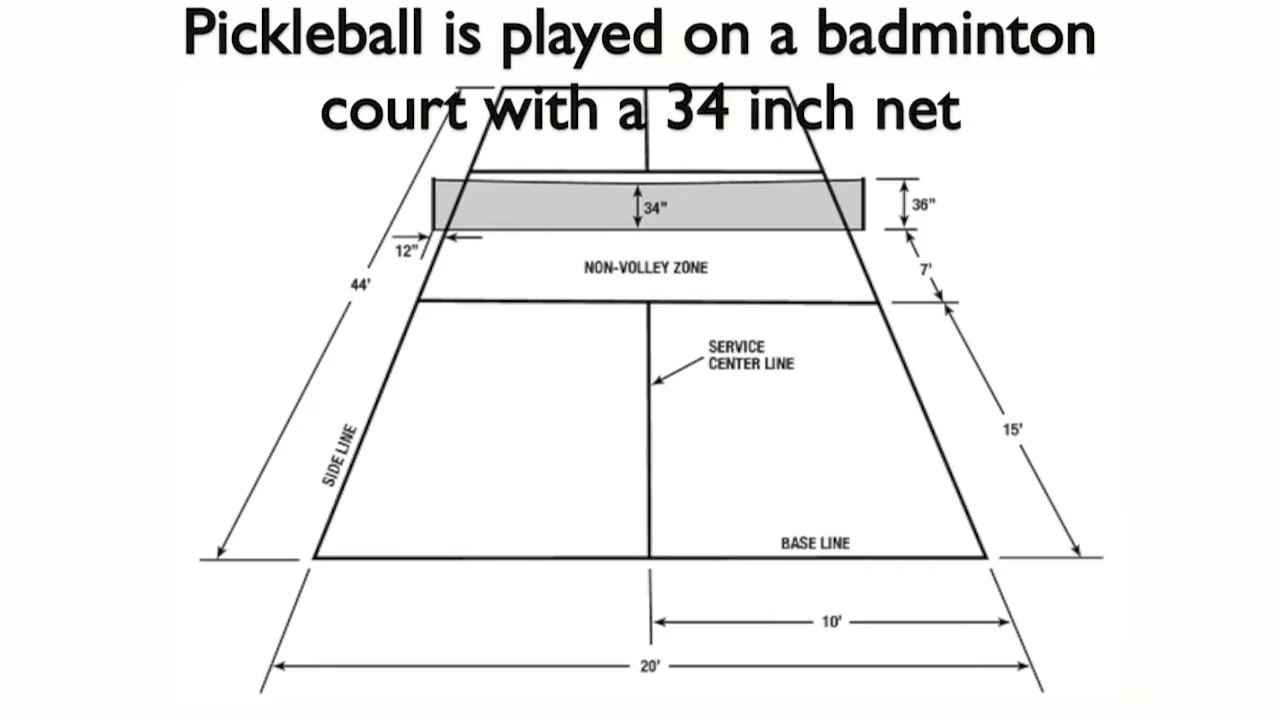 Pickleball is played on a badminton
court with a 34 inch net
34"
36"
12"
7'
NON-VOLLEY ZONE
44'
SERVICE
CENTER LINE
15'
SIDE LINE
BASE LINE
10'
20'